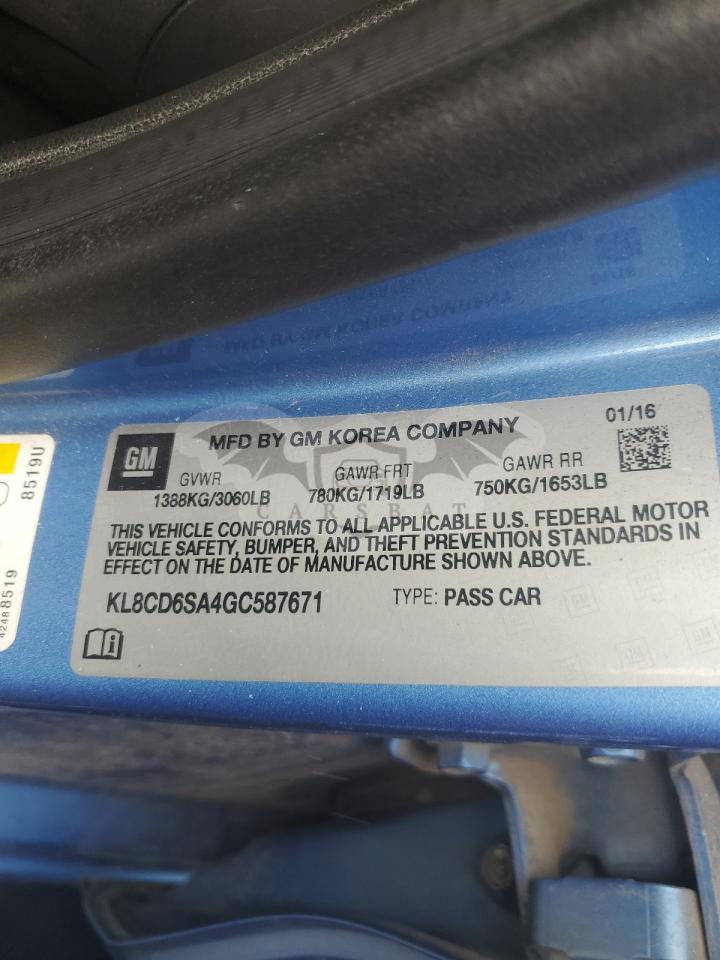 MFD BY GM KOREA COMPANY
01/16
GM
GVWR
1388KG/3060LB
GAWR FRT
780KG/1719LB
GAWR RR
750KG/1653LB
CARSBAT
THIS VEHICLE CONFORMS TO ALL APPLICABLE U.S. FEDERAL MOTOR
VEHICLE SAFETY, BUMPER, AND THEFT PREVENTION STANDARDS IN
EFFECT ON THE DATE OF MANUFACTURE SHOWN ABOVE.
KL8CD6SA4GC587671
TYPE: PASS CAR
8519U
42488519